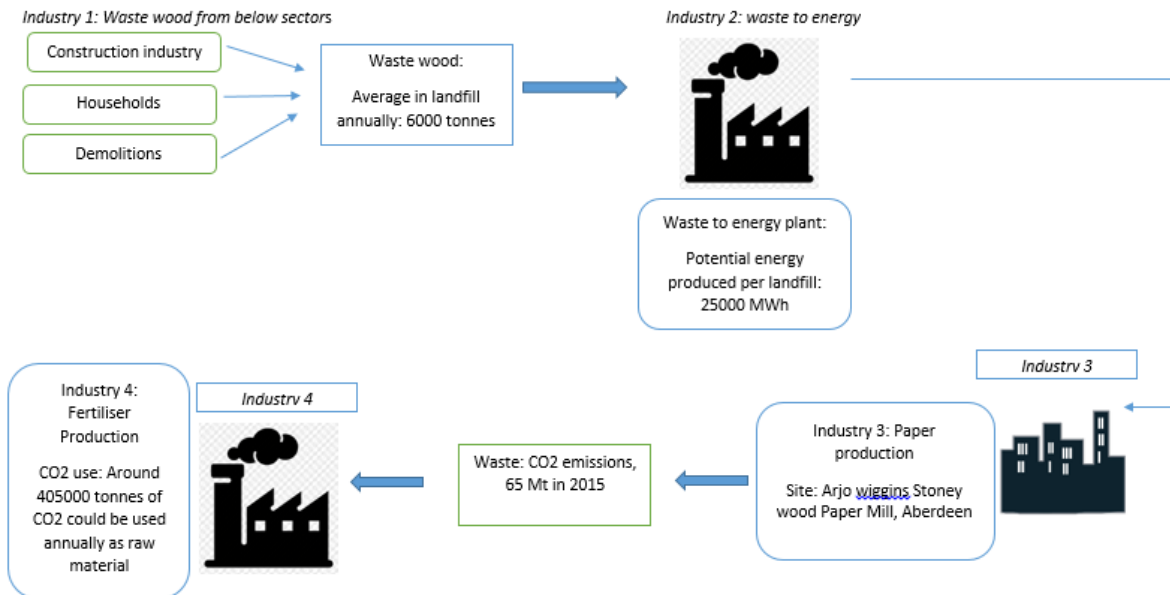 Industry 1: Waste wood from below sectors
Construction industry
Households
Demolitions
Waste wood:
Average in landfill
annually: 6000 tonnes
Industry 2: waste to energy
Waste to energy plant:
Potential energy
produced per landfill:
25000 MWh
Industry 3
Industry 3: Paper
production
Site: Arjo wiggins Stoney
wood Paper Mill, Aberdeen
Waste: CO2 emissions,
65 Mt in 2015
Industry 4
Industry 4:
Fertiliser
Production
CO2 use: Around
405000 tonnes of
CO2 could be used
annually as raw
material